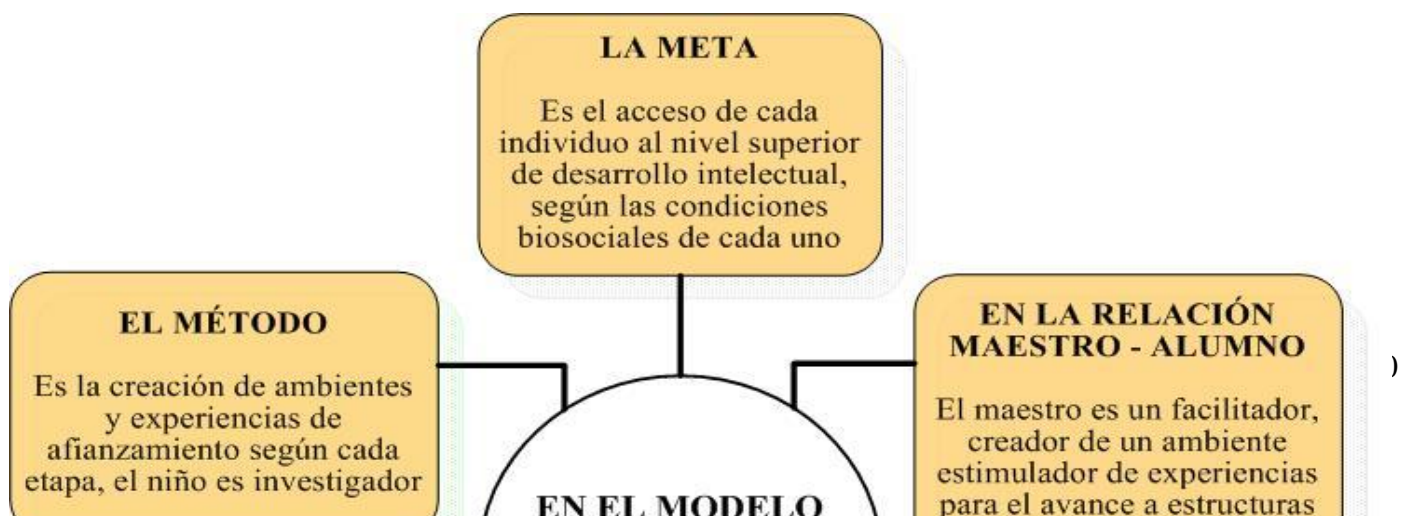 LA META
Es el acceso de cada
individuo al nivel superior
de desarrollo intelectual,
según las condiciones
biosociales de cada uno
EL MÉTODO
Es la creación de ambientes
y experiencias de
afianzamiento según cada
etapa, el niño es investigador
EN LA RELACIÓN
MAESTRO - ALUMNO
El maestro es un facilitador,
creador de un ambiente
estimulador de experiencias
para el avance a estructuras
)
EN EL MODELO